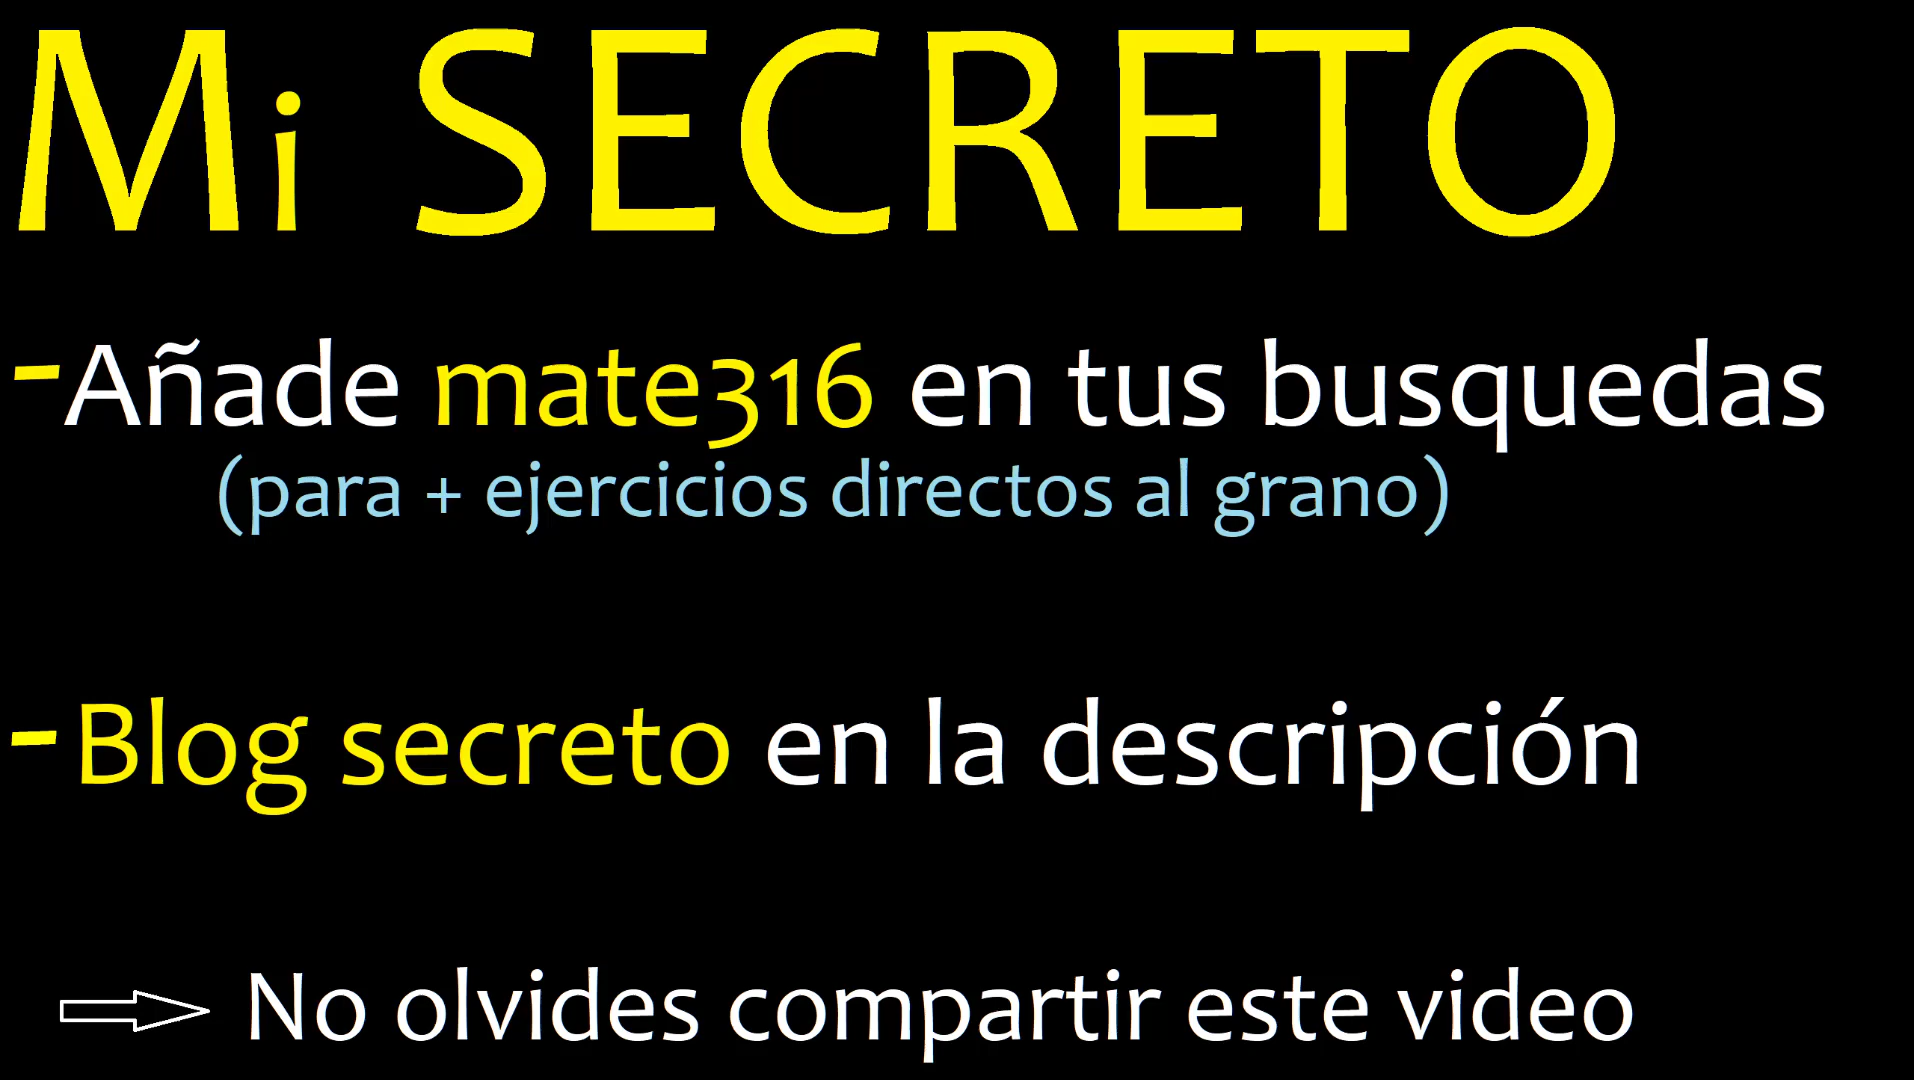 Mi SECRETO
-Añade mate316 en tus busquedas
(para + ejercicios directos al grano)
-Blog secreto en la descripción
No olvides compartir este video